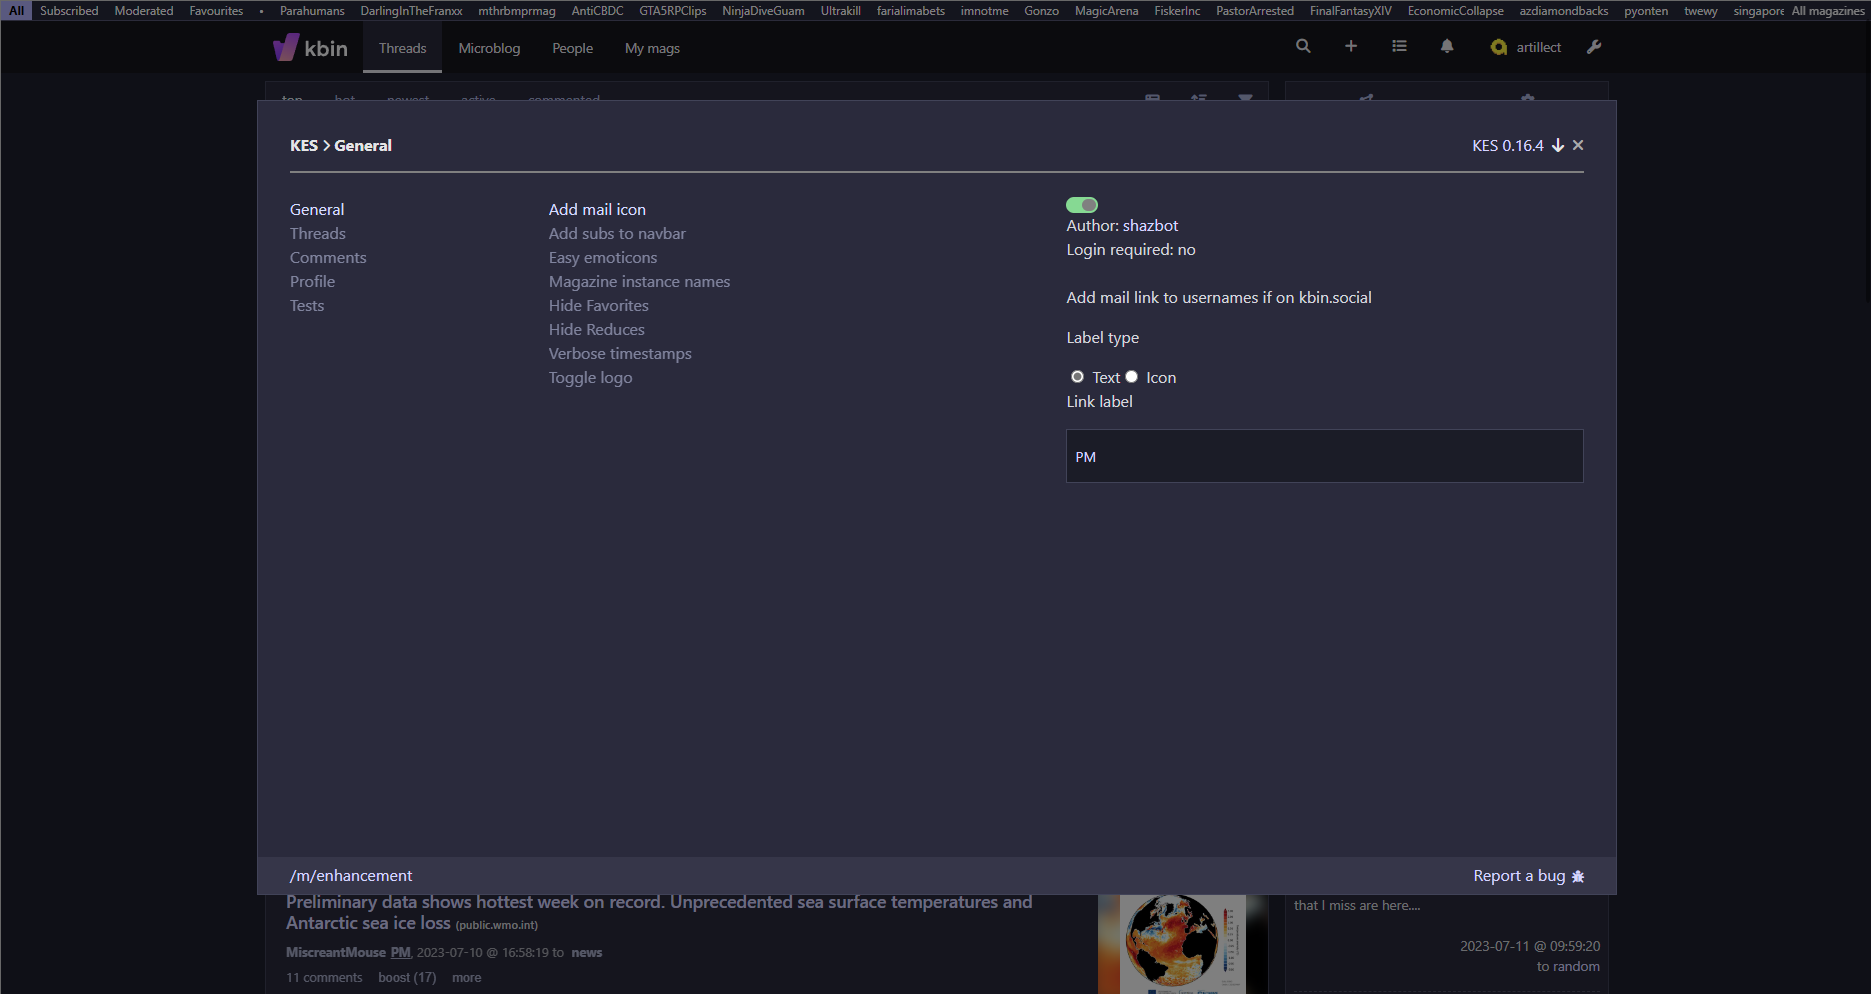 All Subscribed Moderated Favourites • Parahumans DarlingInTheFranxx mthrbmprmag AntiCBDC GTA5RPClips NinjaDiveGuam Ultrakill farialimabets imnotme Gonzo MagicArena FiskerInc PastorArrested FinalFantasyXIV EconomicCollapse azdiamondbacks pyonten twewy singapore All magazines
kbin Threads Microblog People My mags artillect
top hot newest active commented
KES > General KES 0.16.4
General
Threads
Comments
Profile
Tests
Add mail icon
Add subs to navbar
Easy emoticons
Magazine instance names
Hide Favorites
Hide Reduces
Verbose timestamps
Toggle logo
Author: shazbot
Login required: no
Add mail link to usernames if on kbin.social
Label type
Text Icon
Link label
PM
/m/enhancement Report a bug
Preliminary data shows hottest week on record. Unprecedented sea surface temperatures and
Antarctic sea ice loss (public.wmo.int)
MiscreantMouse PM, 2023-07-10 @ 16:58:19 to news
11 comments boost (17) more
that I miss are here....
2023-07-11 @ 09:59:20
to random